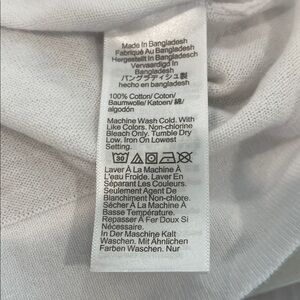 Made In Bangladesh
Fabriqué Au Bangladesh
Hergestellt In Bangladesch
Vervaardigd In
Bangladesh
バングラディシュ製
hecho en bangladesh
100% Cotton/ Coton/
Baumwolle/ Katoen/ 綿/
algodón
Machine Wash Cold. With
Like Colors. Non-chlorine
Bleach Only. Tumble Dry
Low. Iron On Lowest
Setting.
30
Laver À La Machine À
L'eau Froide. Laver En
Séparant Les Couleurs.
Seulement Agent De
Blanchiment Non-chlore.
Sécher À La Machine À
Basse Température.
Repasser À Fer Doux Si
Nécessaire.
In Der Maschine Kalt
Waschen. Mit Ähnlichen
Farben Waschen. Nur